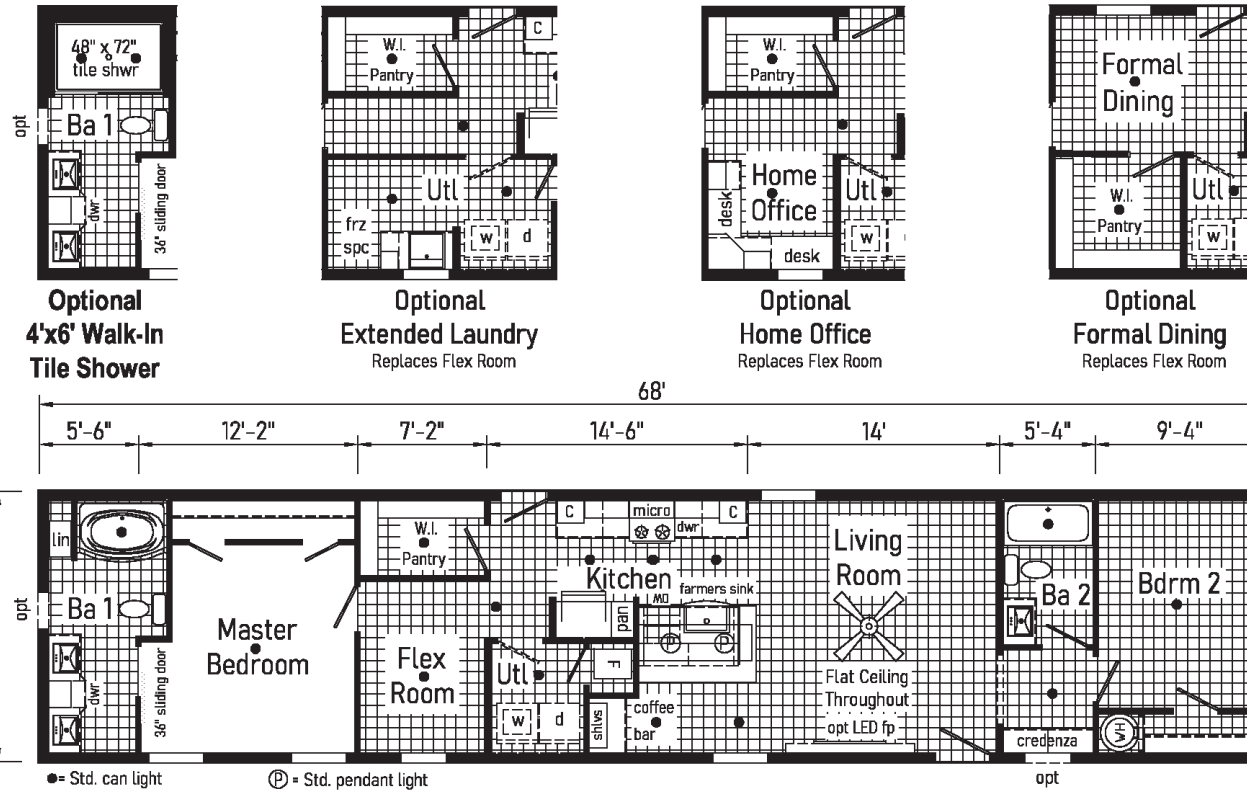 48" x 72"
tile shwr
opt
Ba 1
dwr
36" sliding door
Optional
4'x6' Walk-In
Tile Shower
W.I.
Pantry
C
Utl
frz
spc
w
d
Optional
Extended Laundry
Replaces Flex Room
W.I.
Pantry
Home
Office
desk
desk
Utl
w
Optional
Home Office
Replaces Flex Room
Formal
Dining
W.I.
Pantry
Utl
w
Optional
Formal Dining
Replaces Flex Room
68'
5'-6"
12'-2"
7'-2"
14'-6"
14'
5'-4"
9'-4"
lin
opt
Ba 1
dwr
36" sliding door
Master
Bedroom
W.I.
Pantry
Flex
Room
C
micro
dwr
C
Kitchen
DW
farmers sink
pan
P
P
Utl
F
w
d
shlvs
coffee
bar
Living
Room
Flat Ceiling
Throughout
opt LED fp
Ba 2
Bdrm 2
credenza
WH
opt
●= Std. can light
Ⓟ = Std. pendant light